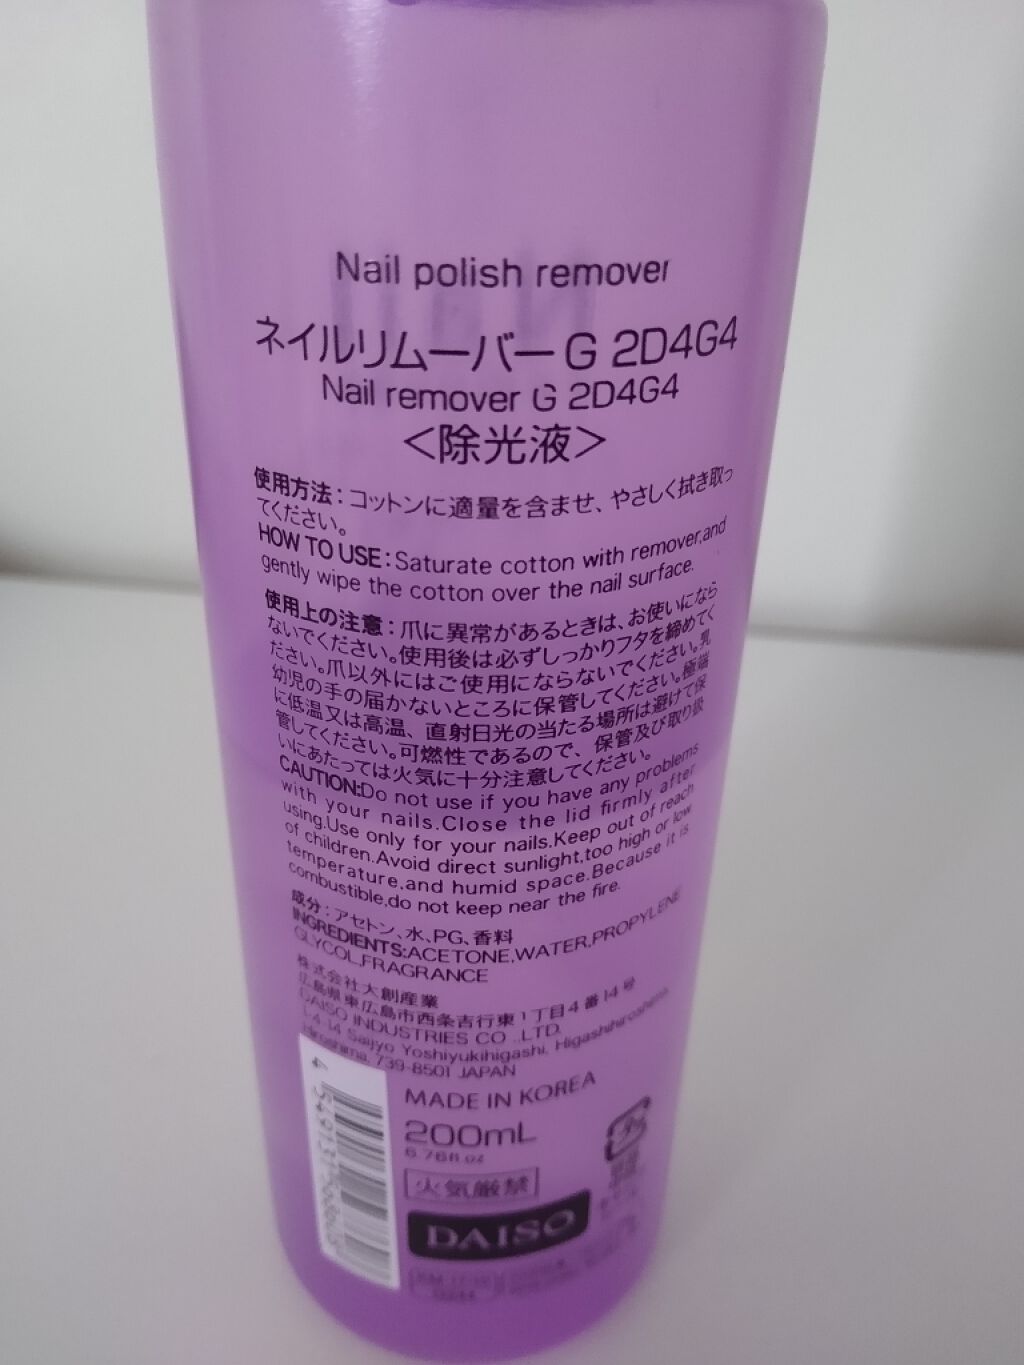 Nail polish remover
ネイルリムーバーG 2D4G4
Nail remover G 2D4G4
<除光液>
使用方法：コットンに適量を含ませ、やさしく拭き取っ
てください。
HOW TO USE：Saturate cotton with remover,and
gently wipe the cotton over the nail surface.
使用上の注意：爪に異常があるときは、お使いになら
ないでください。使用後は必ずしっかりフタを締めてく
ださい。爪以外にはご使用にならないでください。乳
幼児の手の届かないところに保管してください。極端
に低温又は高温、直射日光の当たる場所は避けて保
管してください。可燃性であるので、保管及び取り扱
いにあたっては火気に十分注意してください。
CAUTION:Do not use if you have any problems
with your nails.Close the lid firmly after
using.Use only for your nails.Keep out of reach
of children.Avoid direct sunlight,too high or low
temperature,and humid space.Because it is
combustible,do not keep near the fire.
成分：アセトン、水、PG、香料
INGREDIENTS:ACETONE,WATER,PROPYLENE
GLYCOL,FRAGRANCE
株式会社大創産業
広島県東広島市西条吉行東1丁目4番14号
DAISO INDUSTRIES CO.,LTD.
1-4-14 Saijyo Yoshiyukihigashi, Higashihiroshima,
Hiroshima, 739-8501 JAPAN
MADE IN KOREA
200mL
6.76fl.oz
火気厳禁
DAISO